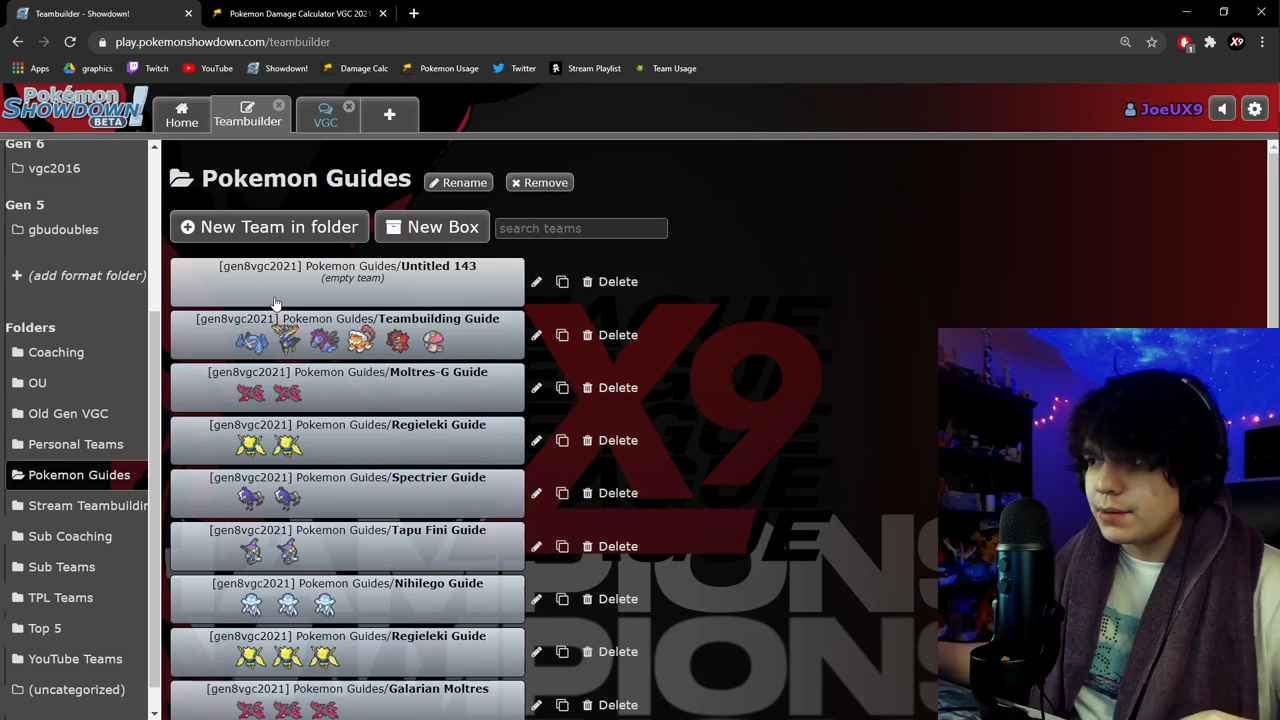 Teambuilder - Showdown!
Pokemon Damage Calculator VGC 2021
play.pokemonshowdown.com/teambuilder
Apps graphics Twitch YouTube Showdown! Damage Calc Pokemon Usage Twitter Stream Playlist Team Usage
X9
1
Pokémon
SHOWDOWN!
BETA
Home
Teambuilder
VGC
JoeUX9
Gen 6
vgc2016
Gen 5
gbudoubles
(add format folder)
Folders
Coaching
OU
Old Gen VGC
Personal Teams
Pokemon Guides
Stream Teambuildin
Sub Coaching
Sub Teams
TPL Teams
Top 5
YouTube Teams
(uncategorized)
Pokemon Guides Rename Remove
New Team in folder New Box search teams
[gen8vgc2021] Pokemon Guides/Untitled 143
(empty team)
Delete
[gen8vgc2021] Pokemon Guides/Teambuilding Guide
Delete
[gen8vgc2021] Pokemon Guides/Moltres-G Guide
Delete
[gen8vgc2021] Pokemon Guides/Regieleki Guide
Delete
[gen8vgc2021] Pokemon Guides/Spectrier Guide
Delete
[gen8vgc2021] Pokemon Guides/Tapu Fini Guide
Delete
[gen8vgc2021] Pokemon Guides/Nihilego Guide
Delete
[gen8vgc2021] Pokemon Guides/Regieleki Guide
Delete
[gen8vgc2021] Pokemon Guides/Galarian Moltres
Delete
X9
LEAGUE